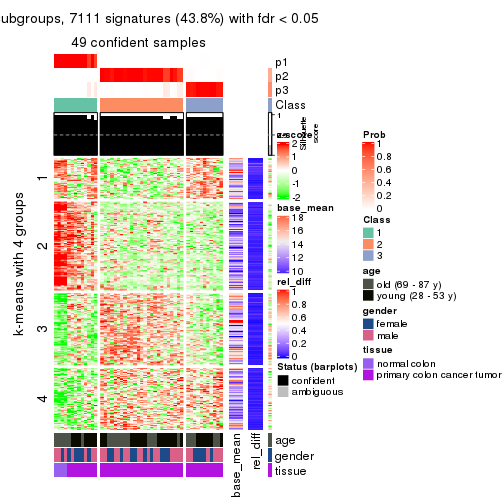 subgroups, 7111 signatures (43.8%) with fdr < 0.05
49 confident samples
p1
p2
p3
Class
1
Silhouette
score
k-means with 4 groups
1
2
3
4
age
gender
tissue
base_mean
rel_diff
z-score
2
1
0
-1
-2
base_mean
18
16
14
12
10
rel_diff
1
0.8
0.6
0.4
0.2
0
Status (barplots)
confident
ambiguous
Prob
1
0.8
0.6
0.4
0.2
0
Class
1
2
3
age
old (69 - 87 y)
young (28 - 53 y)
gender
female
male
tissue
normal colon
primary colon cancer tumor